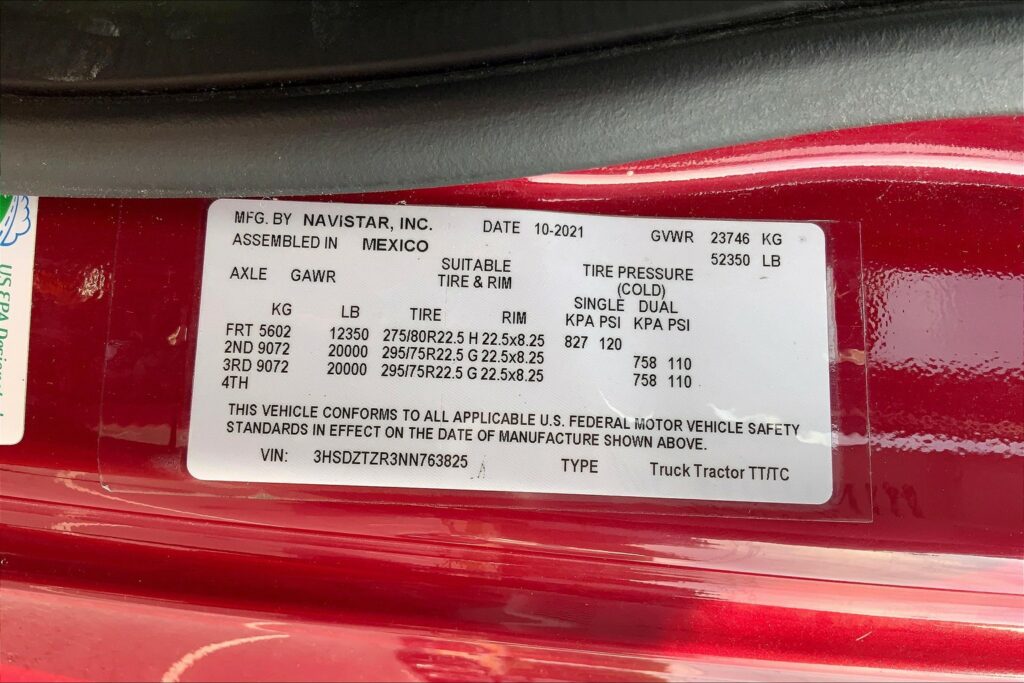 MFG. BY NAVISTAR, INC. DATE 10-2021 GVWR 23746 KG
ASSEMBLED IN MEXICO 52350 LB
AXLE GAWR SUITABLE TIRE & RIM TIRE PRESSURE (COLD)
SINGLE DUAL
KG LB TIRE RIM KPA PSI KPA PSI
FRT 5602 12350 275/80R22.5 H 22.5x8.25 827 120
2ND 9072 20000 295/75R22.5 G 22.5x8.25 758 110
3RD 9072 20000 295/75R22.5 G 22.5x8.25 758 110
4TH
THIS VEHICLE CONFORMS TO ALL APPLICABLE U.S. FEDERAL MOTOR VEHICLE SAFETY
STANDARDS IN EFFECT ON THE DATE OF MANUFACTURE SHOWN ABOVE.
VIN: 3HSDZTZR3NN763825 TYPE Truck Tractor TT/TC
US EPA